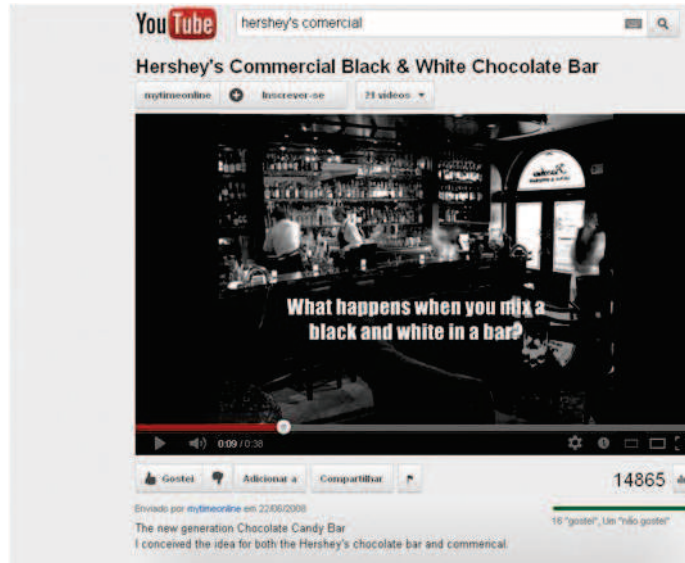 YouTube hershey's comercial
Hershey's Commercial Black & White Chocolate Bar
mytimeonline Inscrever-se 21 vídeos
What happens when you mix a
black and white in a bar?
0:09 / 0:38
Gostei Adicionar a Compartilhar 14865
Enviado por mytimeonline em 22/06/2008
16 "gostei", Um "não gostei"
The new generation Chocolate Candy Bar
I conceived the idea for both the Hershey's chocolate bar and commerical.